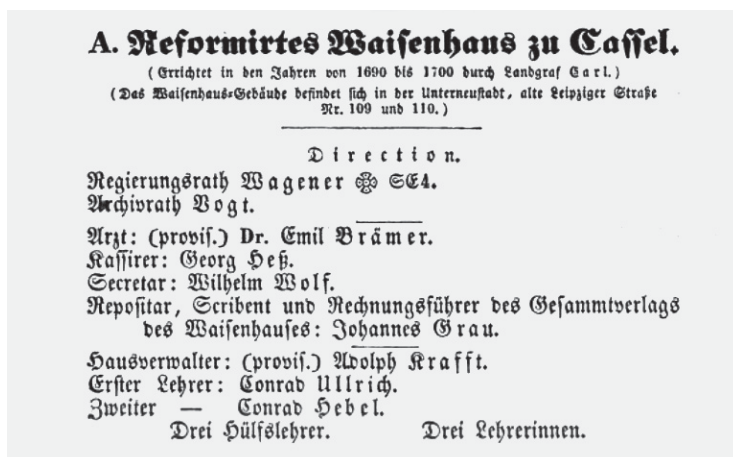 A. Reformirtes Waisenhaus zu Cassel.
(Errichtet in den Jahren von 1690 bis 1700 durch Landgraf Carl.)
(Das Waisenhaus-Gebäude befindet sich in der Unterneustadt, alte Leipziger Straße
Nr. 109 und 110.)
Direction.
Regierungsrath Wagener SE4.
Archivrath Vogt.
Arzt: (provis.) Dr. Emil Brämer.
Kassirer: Georg Heß.
Secretar: Wilhelm Wolf.
Repositar, Scribent und Rechnungsführer des Gesammtverlags
des Waisenhauses: Johannes Grau.
Hausverwalter: (provis.) Adolph Krafft.
Erster Lehrer: Conrad Ullrich.
Zweiter — Conrad Hebel.
Drei Hülfslehrer. Drei Lehrerinnen.